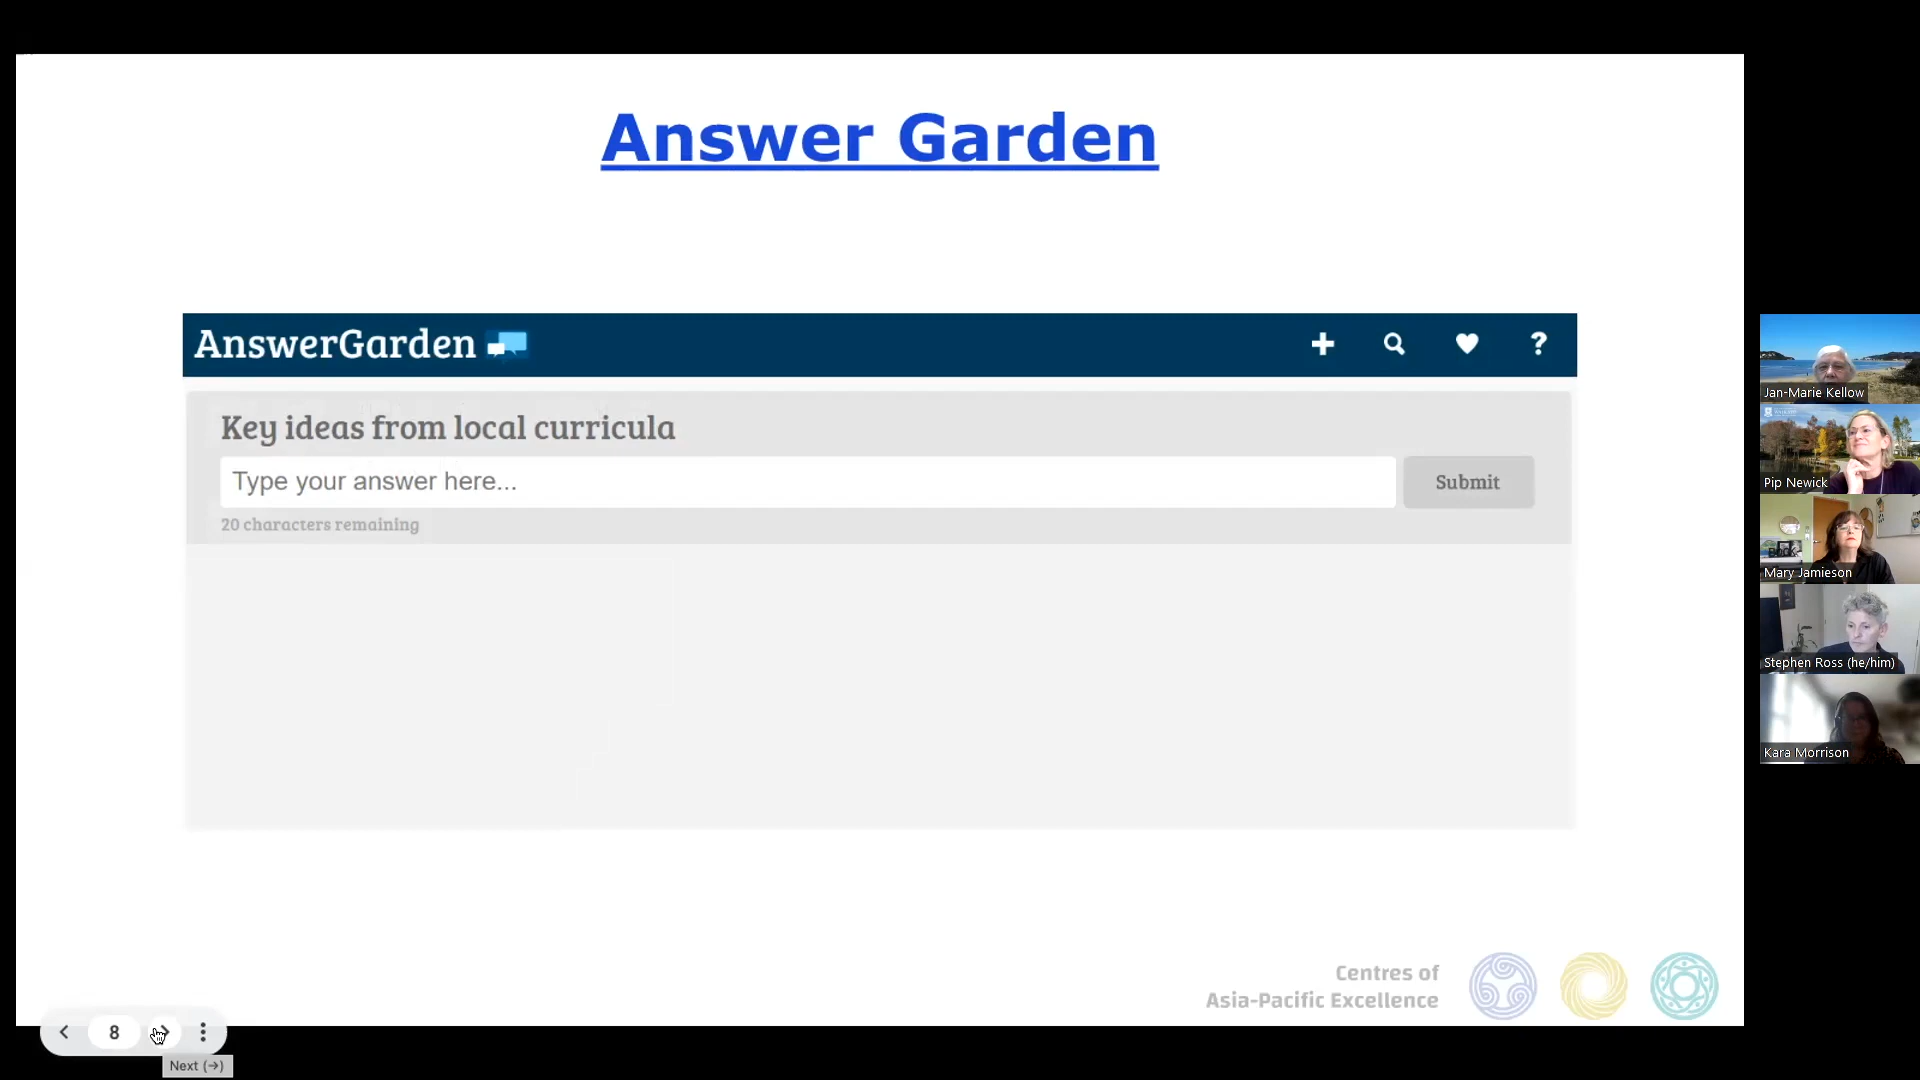 Answer Garden
AnswerGarden
?
Key ideas from local curricula
Type your answer here...
Submit
20 characters remaining
Centres of
Asia-Pacific Excellence
8
Next (→)
Jan-Marie Kellow
Pip Newick
Mary Jamieson
Stephen Ross (he/him)
Kara Morrison